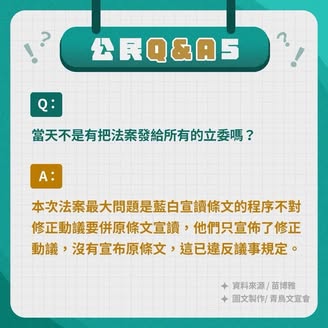 公民Q&A5
Q:
當天不是有把法案發給所有的立委嗎？
A:
本次法案最大問題是藍白宣讀條文的程序不對
修正動議要併原條文宣讀，他們只宣佈了修正
動議，沒有宣布原條文，這已違反議事規定。
資料來源/苗博雅
圖文製作/青鳥文宣會